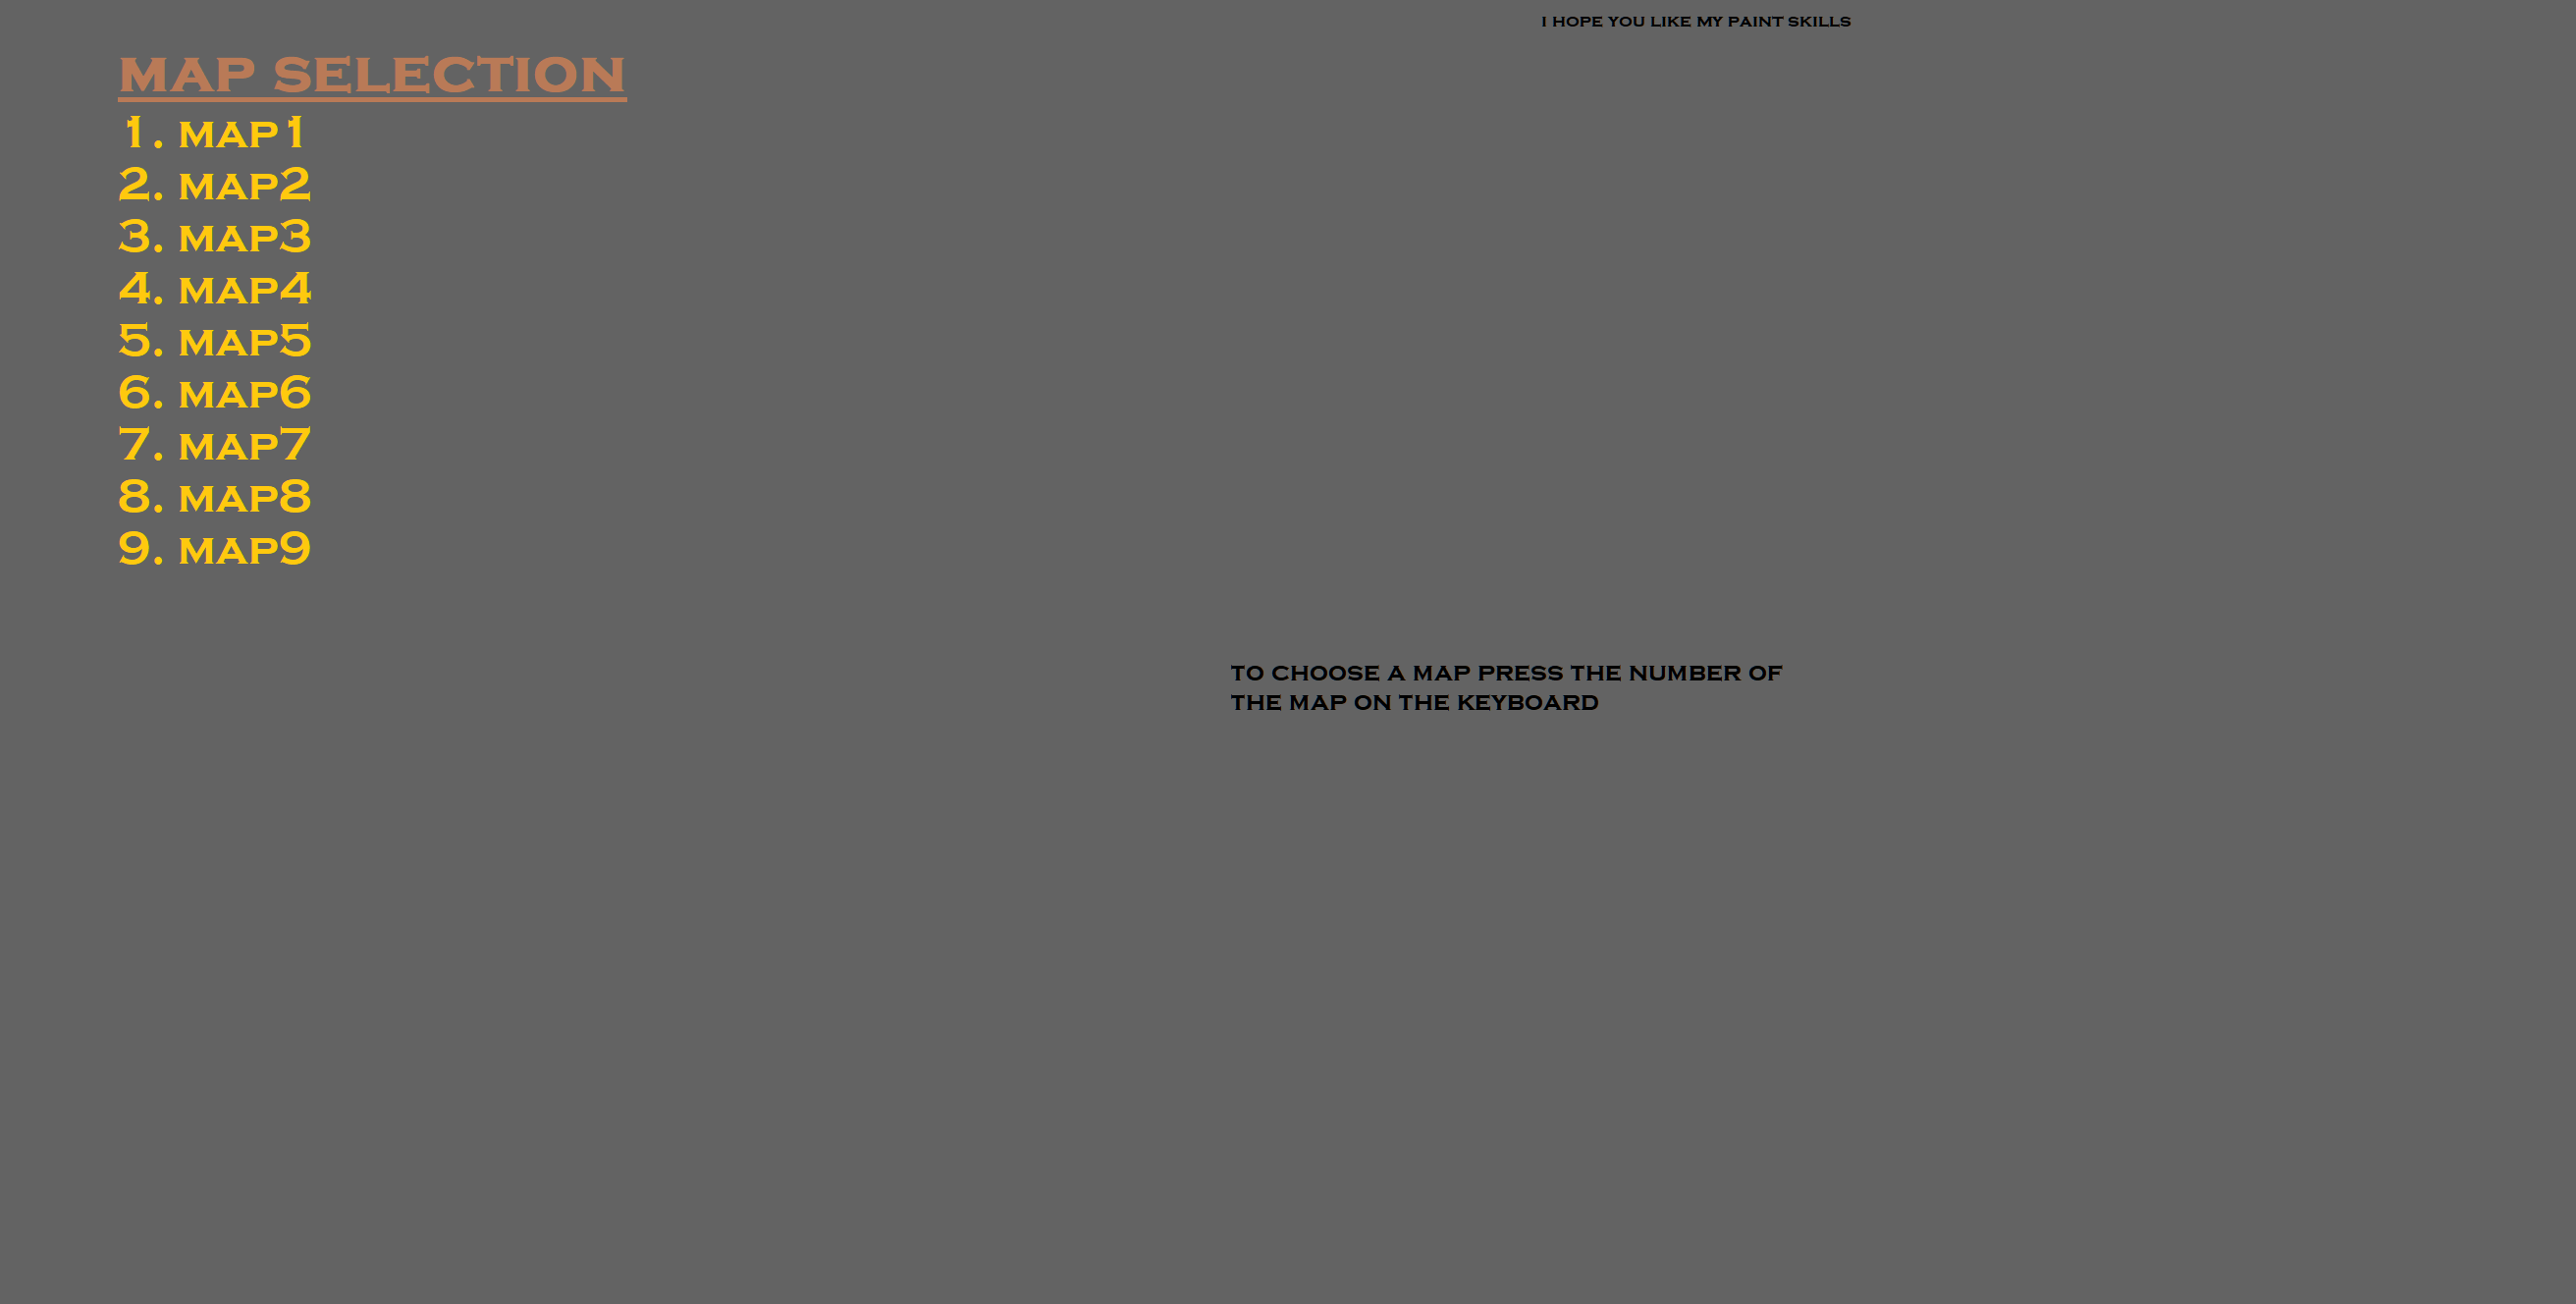 I HOPE YOU LIKE MY PAINT SKILLS
MAP SELECTION
1. MAP1
2. MAP2
3. MAP3
4. MAP4
5. MAP5
6. MAP6
7. MAP7
8. MAP8
9. MAP9
TO CHOOSE A MAP PRESS THE NUMBER OF
THE MAP ON THE KEYBOARD